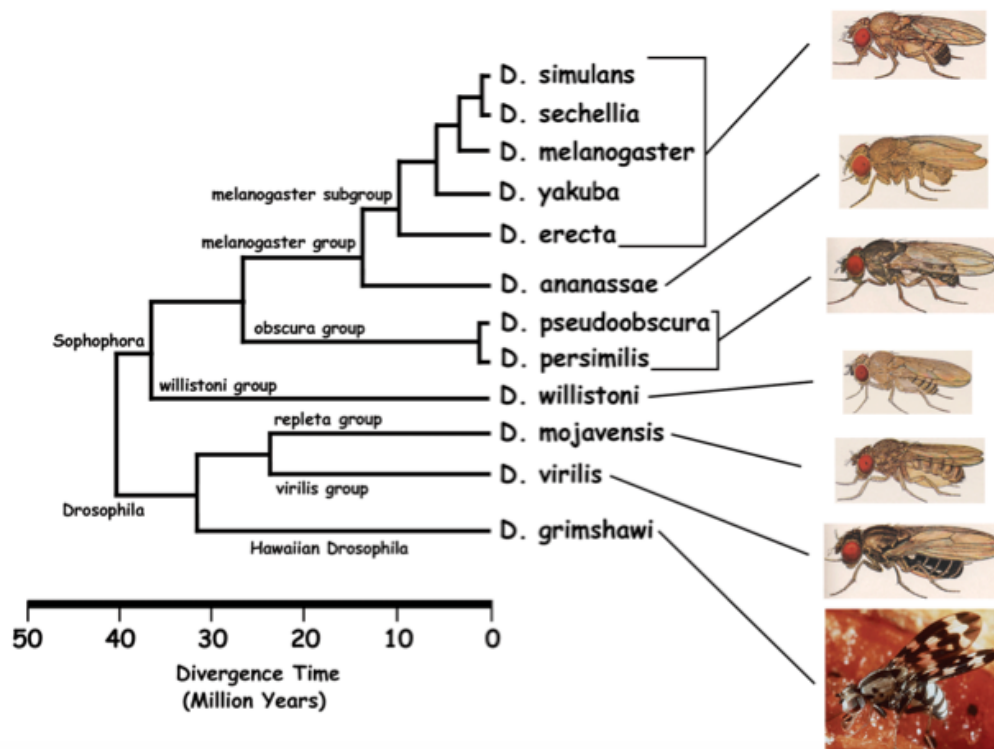 D. simulans
D. sechellia
D. melanogaster
melanogaster subgroup
D. yakuba
melanogaster group
D. erecta
D. ananassae
obscura group
D. pseudoobscura
Sophophora
D. persimilis
willistoni group
D. willistoni
repleta group
D. mojavensis
virilis group
D. virilis
Drosophila
D. grimshawi
Hawaiian Drosophila
50 40 30 20 10 0
Divergence Time
(Million Years)